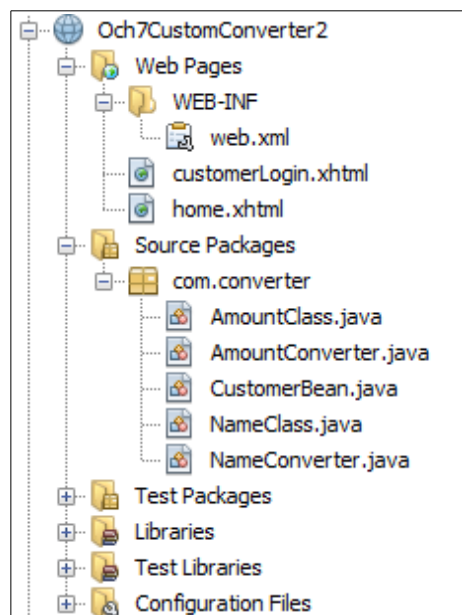 Och7CustomConverter2
Web Pages
WEB-INF
web.xml
customerLogin.xhtml
home.xhtml
Source Packages
com.converter
AmountClass.java
AmountConverter.java
CustomerBean.java
NameClass.java
NameConverter.java
Test Packages
Libraries
Test Libraries
Configuration Files